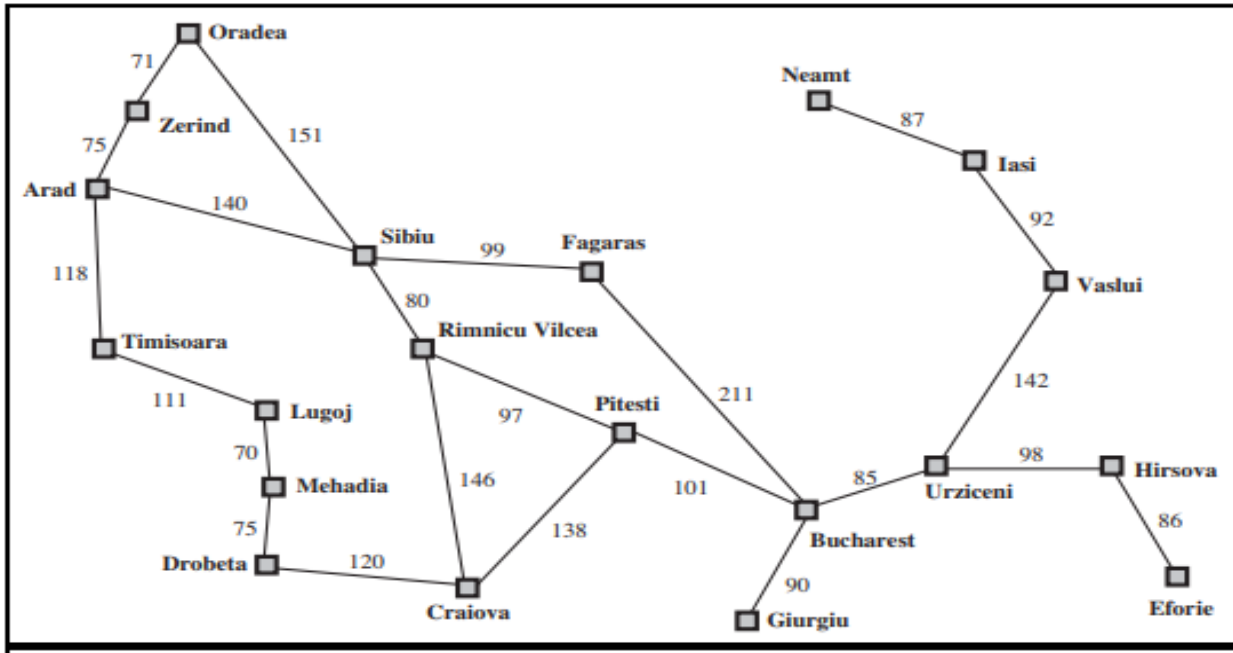 Oradea
71
Neamt
Zerind
87
151
75
Iasi
Arad
140
92
Sibiu
99
Fagaras
118
Vaslui
80
Rimnicu Vilcea
Timisoara
142
111
Lugoj
97
Pitesti
211
70
98
Hirsova
Mehadia
146
101
85
Urziceni
75
138
86
Bucharest
Drobeta
120
90
Craiova
Giurgiu
Eforie